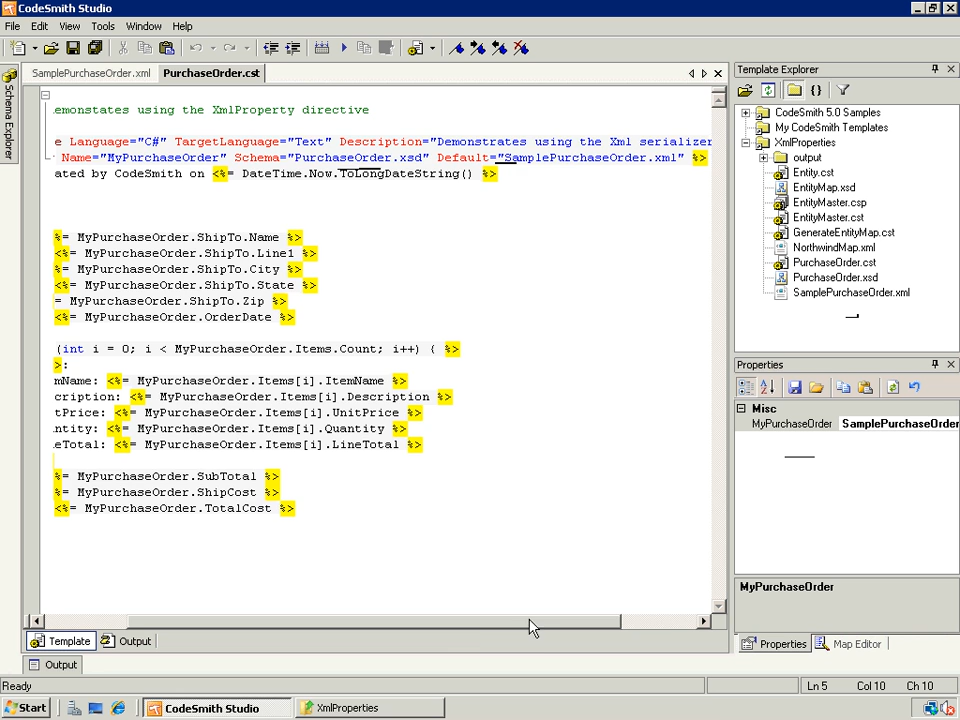 CodeSmith Studio
File Edit View Tools Window Help
SamplePurchaseOrder.xml PurchaseOrder.cst
Schema Explorer
emonstates using the XmlProperty directive
e Language="C#" TargetLanguage="Text" Description="Demonstrates using the Xml serializer
Name="MyPurchaseOrder" Schema="PurchaseOrder.xsd" Default="SamplePurchaseOrder.xml" %>
ated by CodeSmith on <%= DateTime.Now.ToLongDateString() %>
%= MyPurchaseOrder.ShipTo.Name %>
<%= MyPurchaseOrder.ShipTo.Line1 %>
%= MyPurchaseOrder.ShipTo.City %>
<%= MyPurchaseOrder.ShipTo.State %>
= MyPurchaseOrder.ShipTo.Zip %>
<%= MyPurchaseOrder.OrderDate %>
(int i = 0; i < MyPurchaseOrder.Items.Count; i++) { %>
>:
mName: <%= MyPurchaseOrder.Items[i].ItemName %>
cription: <%= MyPurchaseOrder.Items[i].Description %>
tPrice: <%= MyPurchaseOrder.Items[i].UnitPrice %>
ntity: <%= MyPurchaseOrder.Items[i].Quantity %>
eTotal: <%= MyPurchaseOrder.Items[i].LineTotal %>
%= MyPurchaseOrder.SubTotal %>
%= MyPurchaseOrder.ShipCost %>
<%= MyPurchaseOrder.TotalCost %>
Template Output
Output
Template Explorer
CodeSmith 5.0 Samples
My CodeSmith Templates
XmlProperties
output
Entity.cst
EntityMap.xsd
EntityMaster.csp
EntityMaster.cst
GenerateEntityMap.cst
NorthwindMap.xml
PurchaseOrder.cst
PurchaseOrder.xsd
SamplePurchaseOrder.xml
Properties
Misc
MyPurchaseOrder SamplePurchaseOrder
MyPurchaseOrder
Properties Map Editor
Ready Ln 5 Col 10 Ch 10
Start CodeSmith Studio XmlProperties